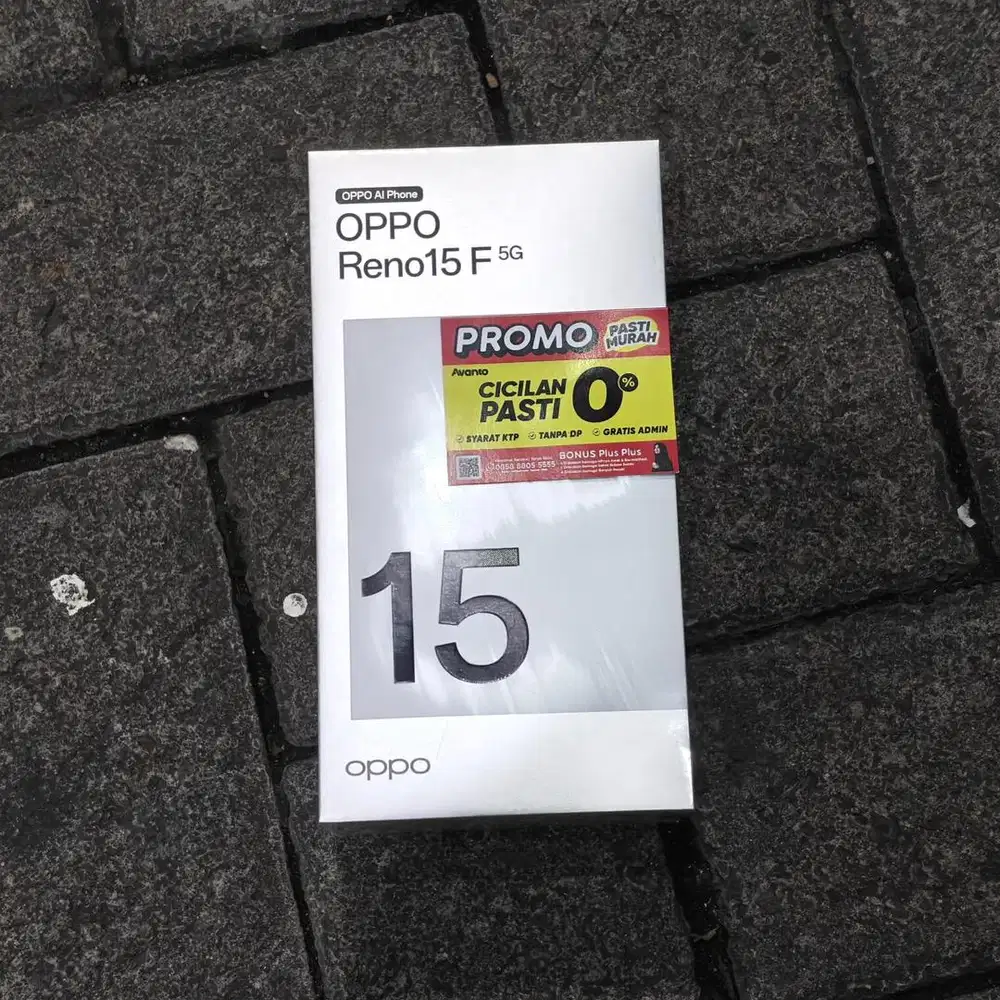 OPPO AI Phone
OPPO
Reno15 F 5G
PROMO
PASTI
MURAH
Avanto
CICILAN
PASTI
0%
SYARAT KTP
TANPA DP
GRATIS ADMIN
BONUS Plus Plus
15
oppo